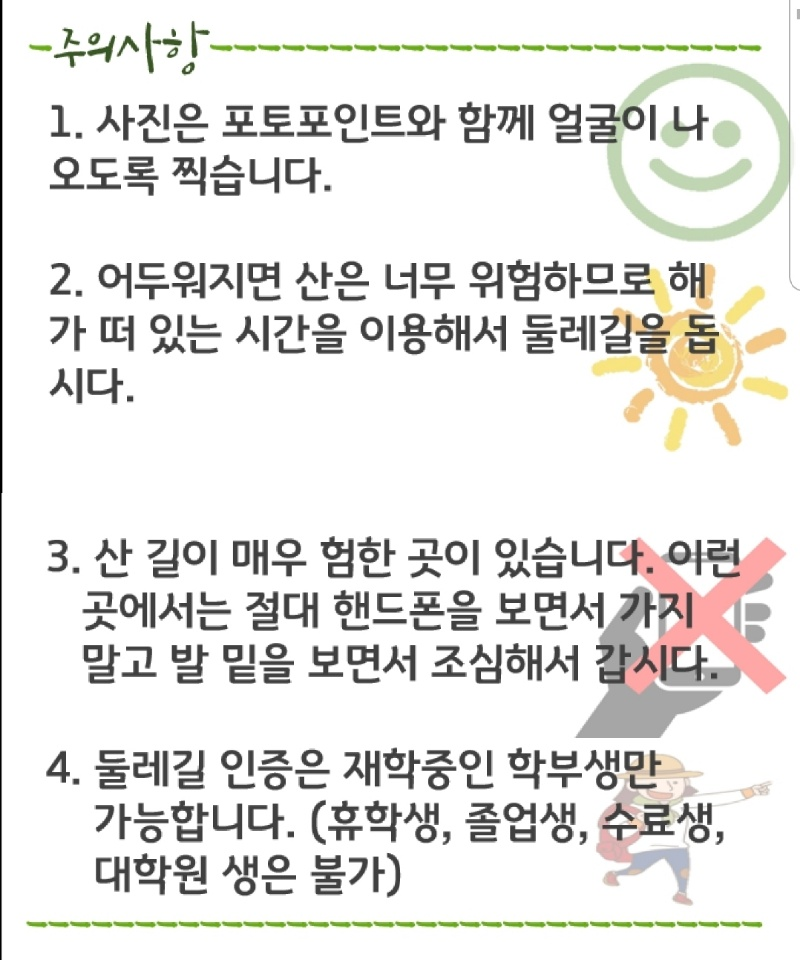 주의사항
1. 사진은 포토포인트와 함께 얼굴이 나
오도록 찍습니다.
2. 어두워지면 산은 너무 위험하므로 해
가 떠 있는 시간을 이용해서 둘레길을 돕
시다.
3. 산 길이 매우 험한 곳이 있습니다. 이런
곳에서는 절대 핸드폰을 보면서 가지
말고 발 밑을 보면서 조심해서 갑시다.
4. 둘레길 인증은 재학중인 학부생만
가능합니다. (휴학생, 졸업생, 수료생,
대학원 생은 불가)